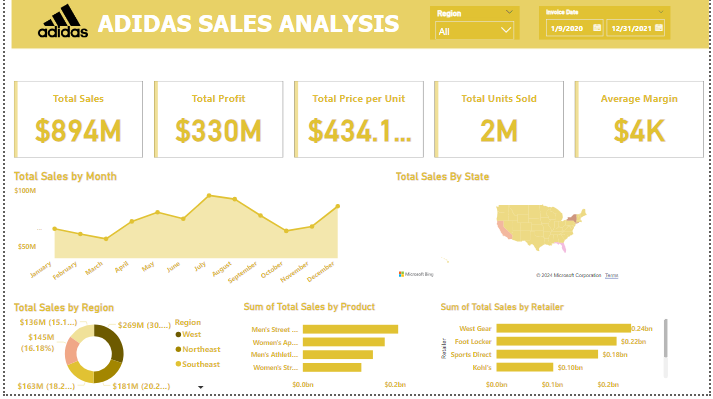 adidas
ADIDAS SALES ANALYSIS
Region
All
Invoice Date
1/9/2020
12/31/2021
Total Sales
$894M
Total Profit
$330M
Total Price per Unit
$434.1...
Total Units Sold
2M
Average Margin
$4K
Total Sales by Month
$100M
$50M
January
February
March
April
May
June
July
August
September
October
November
December
Total Sales By State
Microsoft Bing
© 2024 Microsoft Corporation Terms
Total Sales by Region
$136M (15.1...)
$269M (30....)
$145M
(16.18%)
$163M (18.2...)
$181M (20.2...)
Region
West
Northeast
Southeast
Sum of Total Sales by Product
Men's Street ...
Women's Ap...
Men's Athletl...
Women's Str...
$0.0bn
$0.2bn
Sum of Total Sales by Retailer
Retailer
West Gear
0.24bn
Foot Locker
$0.22bn
Sports Direct
$0.18bn
Kohl's
$0.10bn
$0.0bn
$0.1bn
$0.2bn